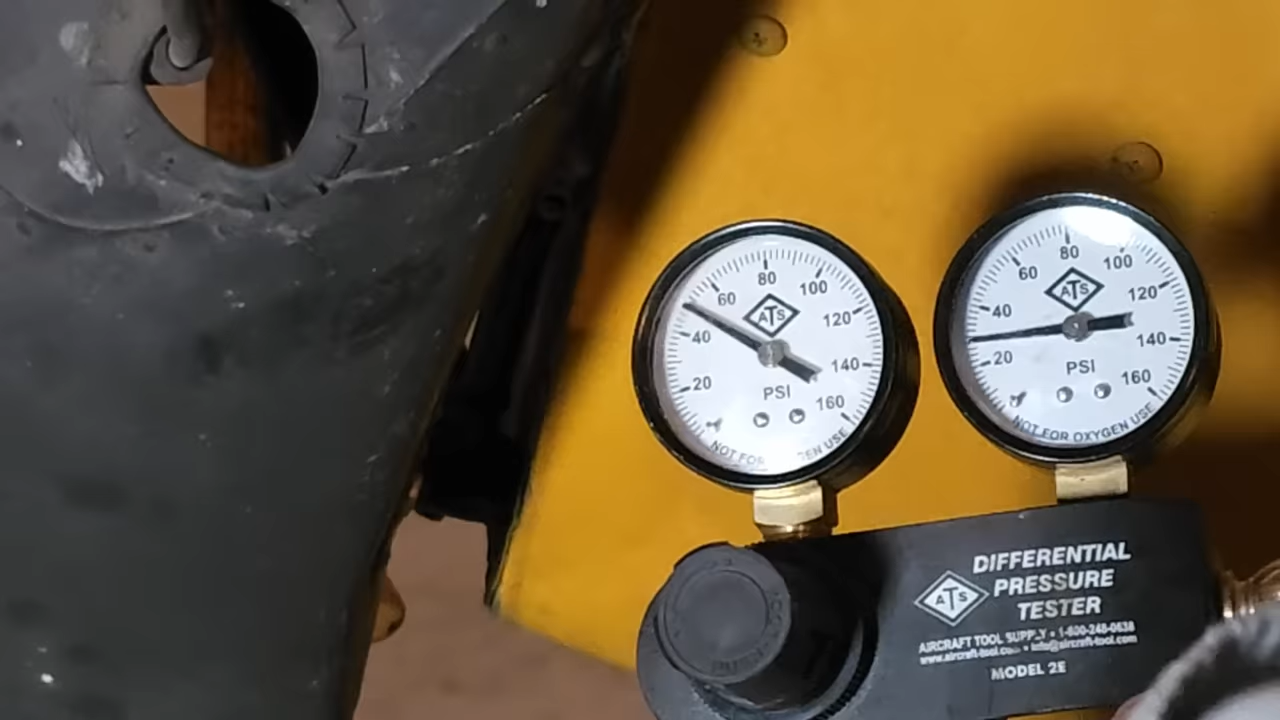 20
40
60
80
100
120
140
160
ATS
PSI
NOT FOR
USE
20
40
60
80
100
120
140
160
ATS
PSI
NOT FOR OXYGEN USE
DIFFERENTIAL
PRESSURE
TESTER
ATS
AIRCRAFT TOOL SUPPLY • 1-800-248-0638
www.aircraft-tool.com • info@aircraft-tool.com
MODEL 2E